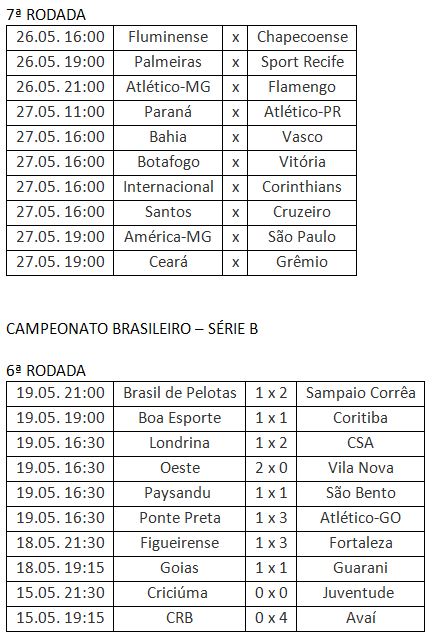 7ª RODADA
26.05. 16:00 Fluminense x Chapecoense
26.05. 19:00 Palmeiras x Sport Recife
26.05. 21:00 Atlético-MG x Flamengo
27.05. 11:00 Paraná x Atlético-PR
27.05. 16:00 Bahia x Vasco
27.05. 16:00 Botafogo x Vitória
27.05. 16:00 Internacional x Corinthians
27.05. 16:00 Santos x Cruzeiro
27.05. 19:00 América-MG x São Paulo
27.05. 19:00 Ceará x Grêmio
CAMPEONATO BRASILEIRO – SÉRIE B
6ª RODADA
19.05. 21:00 Brasil de Pelotas 1 x 2 Sampaio Corrêa
19.05. 19:00 Boa Esporte 1 x 1 Coritiba
19.05. 16:30 Londrina 1 x 2 CSA
19.05. 16:30 Oeste 2 x 0 Vila Nova
19.05. 16:30 Paysandu 1 x 1 São Bento
19.05. 16:30 Ponte Preta 1 x 3 Atlético-GO
18.05. 21:30 Figueirense 1 x 3 Fortaleza
18.05. 19:15 Goias 1 x 1 Guarani
15.05. 21:30 Criciúma 0 x 0 Juventude
15.05. 19:15 CRB 0 x 4 Avaí